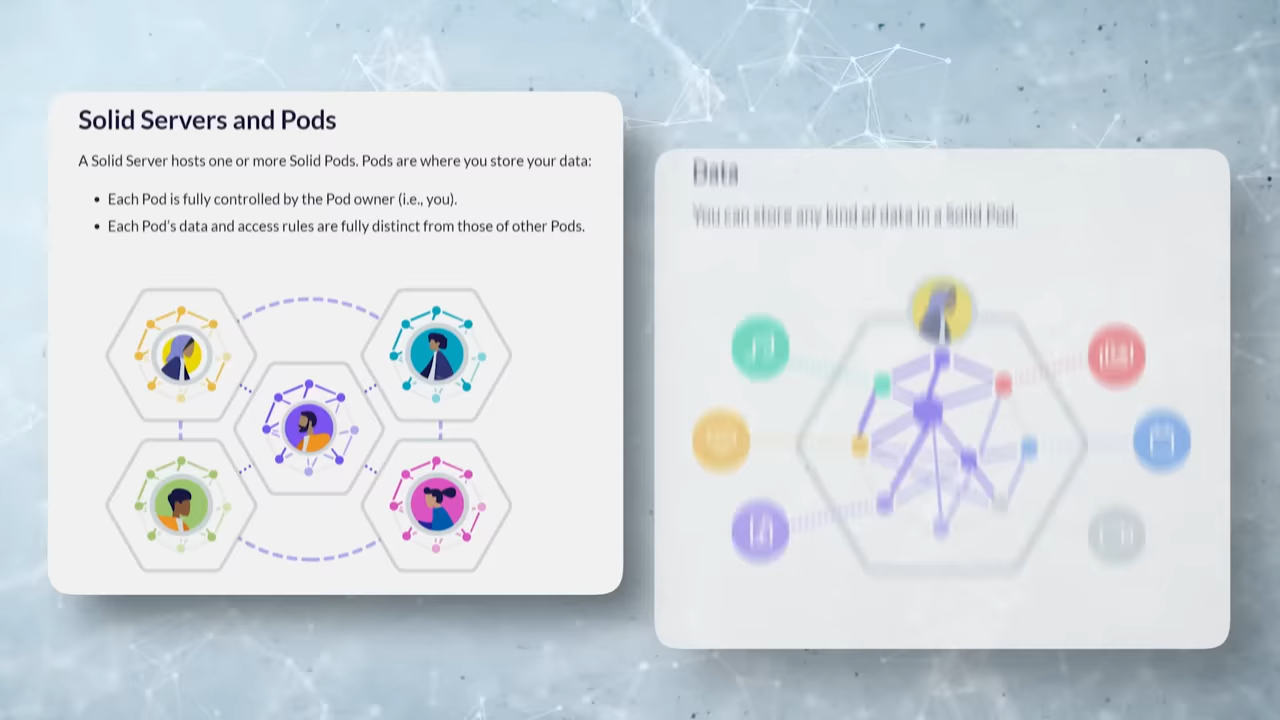 Solid Servers and Pods
A Solid Server hosts one or more Solid Pods. Pods are where you store your data:
• Each Pod is fully controlled by the Pod owner (i.e., you).
• Each Pod's data and access rules are fully distinct from those of other Pods.
Data
You can store any kind of data in a Solid Pod.